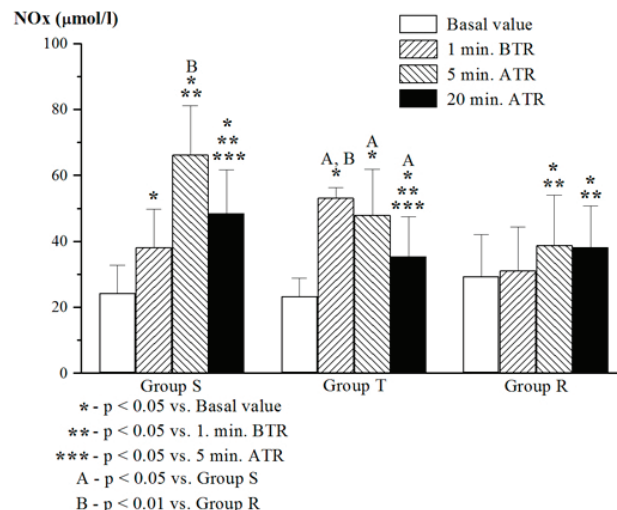 NOx (μmol/l)
Basal value
1 min. BTR
5 min. ATR
20 min. ATR
100
80
60
40
20
0
*
B
*
**
*
**
***
A, B
*
A
*
A
*
**
***
*
**
*
**
Group S
Group T
Group R
* - p < 0.05 vs. Basal value
** - p < 0.05 vs. 1. min. BTR
*** - p < 0.05 vs. 5 min. ATR
A - p < 0.05 vs. Group S
B - p < 0.01 vs. Group R